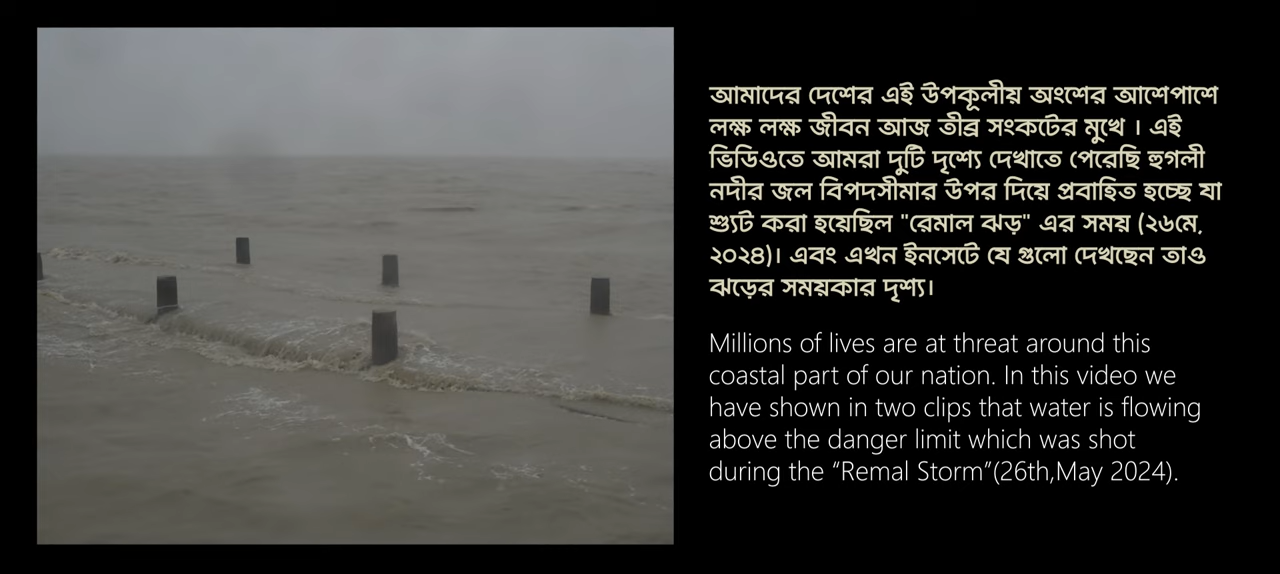 আমাদের দেশের এই উপকূলীয় অংশের আশেপাশে
লক্ষ লক্ষ জীবন আজ তীব্র সংকটের মুখে । এই
ভিডিওতে আমরা দুটি দৃশ্যে দেখাতে পেরেছি হুগলী
নদীর জল বিপদসীমার উপর দিয়ে প্রবাহিত হচ্ছে যা
শ্যুট করা হয়েছিল "রেমাল ঝড়" এর সময় (২৬মে,
২০২৪)। এবং এখন ইনসেটে যে গুলো দেখছেন তাও
ঝড়ের সময়কার দৃশ্য।
Millions of lives are at threat around this
coastal part of our nation. In this video we
have shown in two clips that water is flowing
above the danger limit which was shot
during the “Remal Storm”(26th,May 2024).